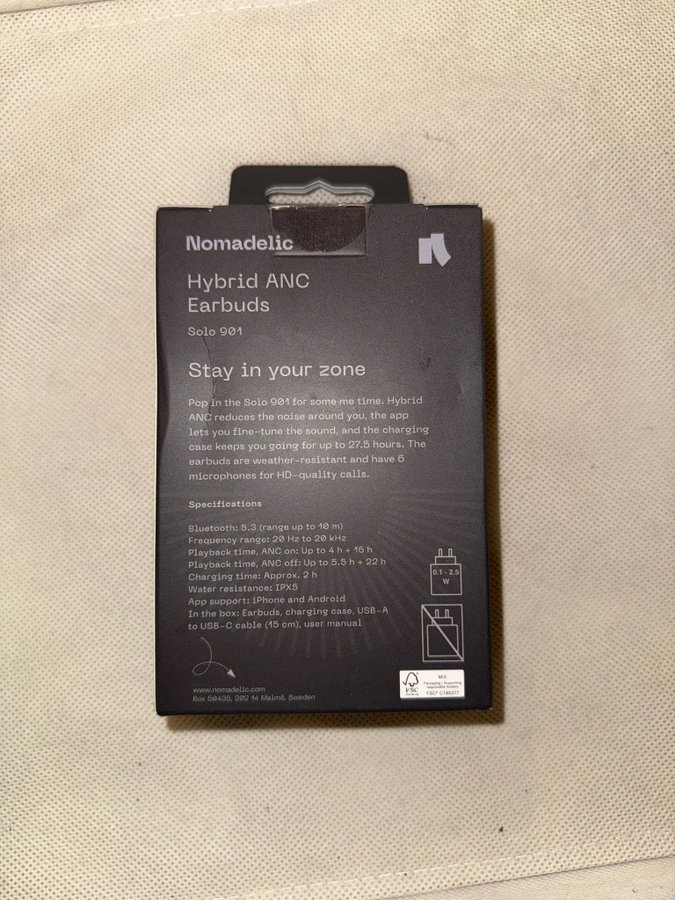 Nomadelic
Hybrid ANC
Earbuds
Solo 901
Stay in your zone
Pop in the Solo 901 for some me time. Hybrid
ANC reduces the noise around you, the app
lets you fine-tune the sound, and the charging
case keeps you going for up to 27.5 hours. The
earbuds are weather-resistant and have 6
microphones for HD-quality calls.
Specifications
Bluetooth: 5.3 (range up to 10 m)
Frequency range: 20 Hz to 20 kHz
Playback time, ANC on: Up to 4 h + 16 h
Playback time, ANC off: Up to 5.5 h + 22 h
Charging time: Approx. 2 h
Water resistance: IPX5
App support: iPhone and Android
In the box: Earbuds, charging case, USB-A
to USB-C cable (15 cm), user manual
0.1 - 2.5
W
www.nomadelic.com
Box 50435, 202 14 Malmö, Sweden
FSC
MIX
Packaging | Supporting
responsible forestry
FSC® C166377